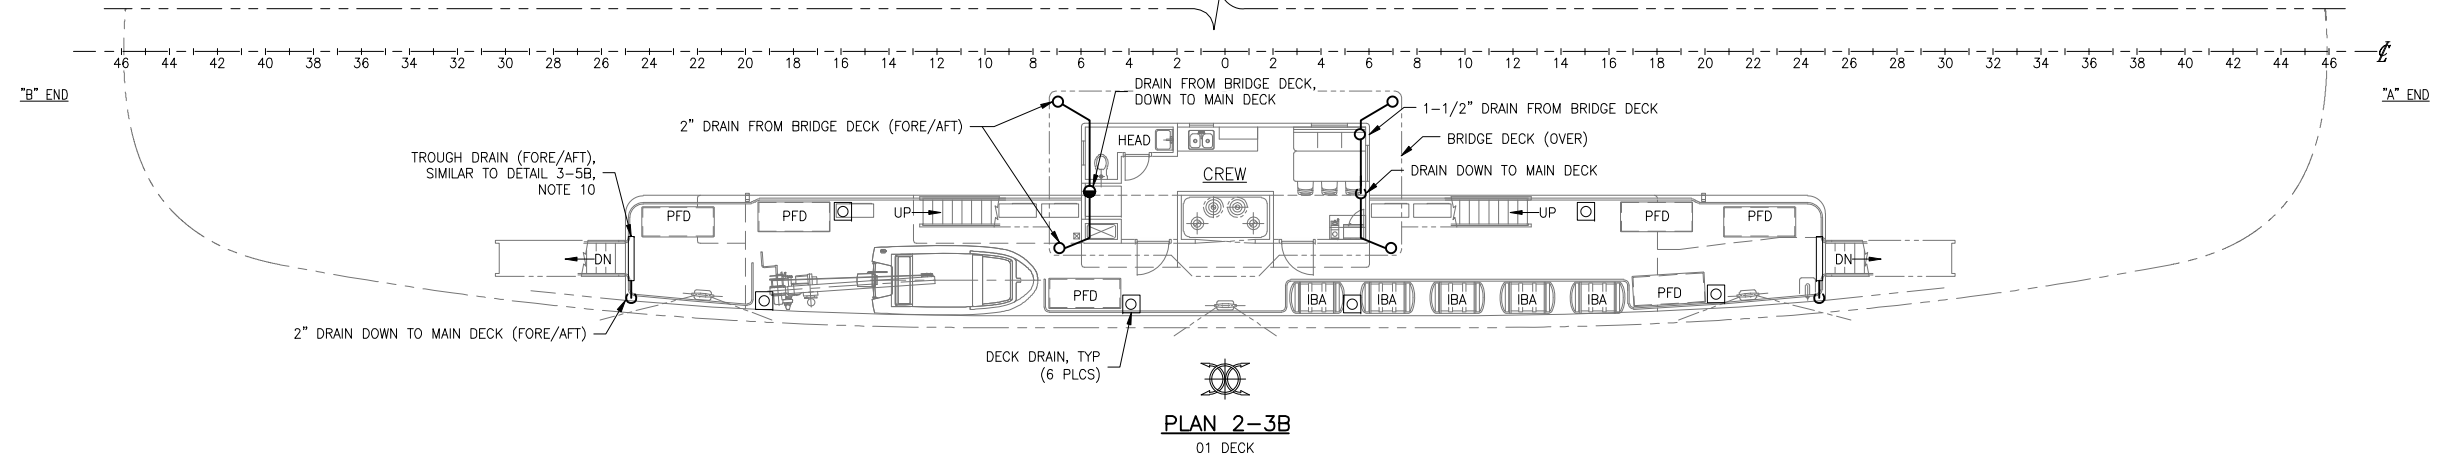 46 44 42 40 38 36 34 32 30 28 26 24 22 20 18 16 14 12 10 8 6 4 2 0 2 4 6 8 10 12 14 16 18 20 22 24 26 28 30 32 34 36 38 40 42 44 46
"B" END
"A" END
DRAIN FROM BRIDGE DECK,
DOWN TO MAIN DECK
2" DRAIN FROM BRIDGE DECK (FORE/AFT)
1-1/2" DRAIN FROM BRIDGE DECK
BRIDGE DECK (OVER)
DRAIN DOWN TO MAIN DECK
HEAD
CREW
TROUGH DRAIN (FORE/AFT),
SIMILAR TO DETAIL 3-5B,
NOTE 10
PFD
PFD
UP
UP
PFD
PFD
DN
DN
PFD
IBA
IBA
IBA
IBA
IBA
PFD
2" DRAIN DOWN TO MAIN DECK (FORE/AFT)
DECK DRAIN, TYP
(6 PLCS)
PLAN 2-3B
01 DECK